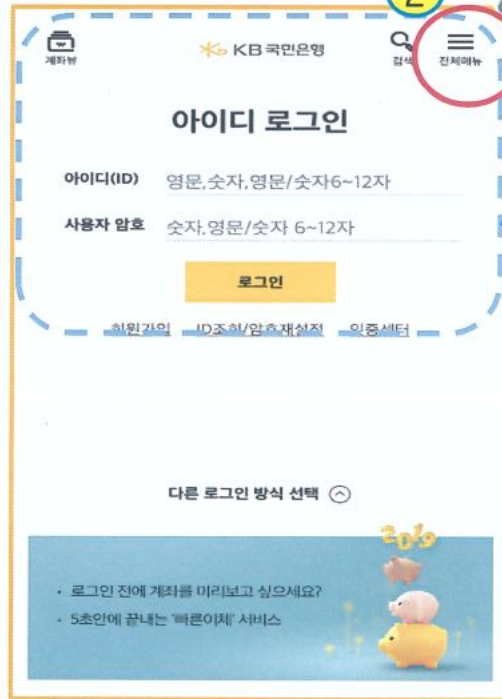 2
계좌뷰
KB국민은행
검색
전체메뉴
아이디 로그인
아이디(ID) 영문,숫자,영문/숫자6~12자
사용자 암호 숫자,영문/숫자 6~12자
로그인
회원가입 ID조회/암호재설정 인증센터
다른 로그인 방식 선택
2019
• 로그인 전에 계좌를 미리보고 싶으세요?
• 5초안에 끝내는 '빠른이체' 서비스